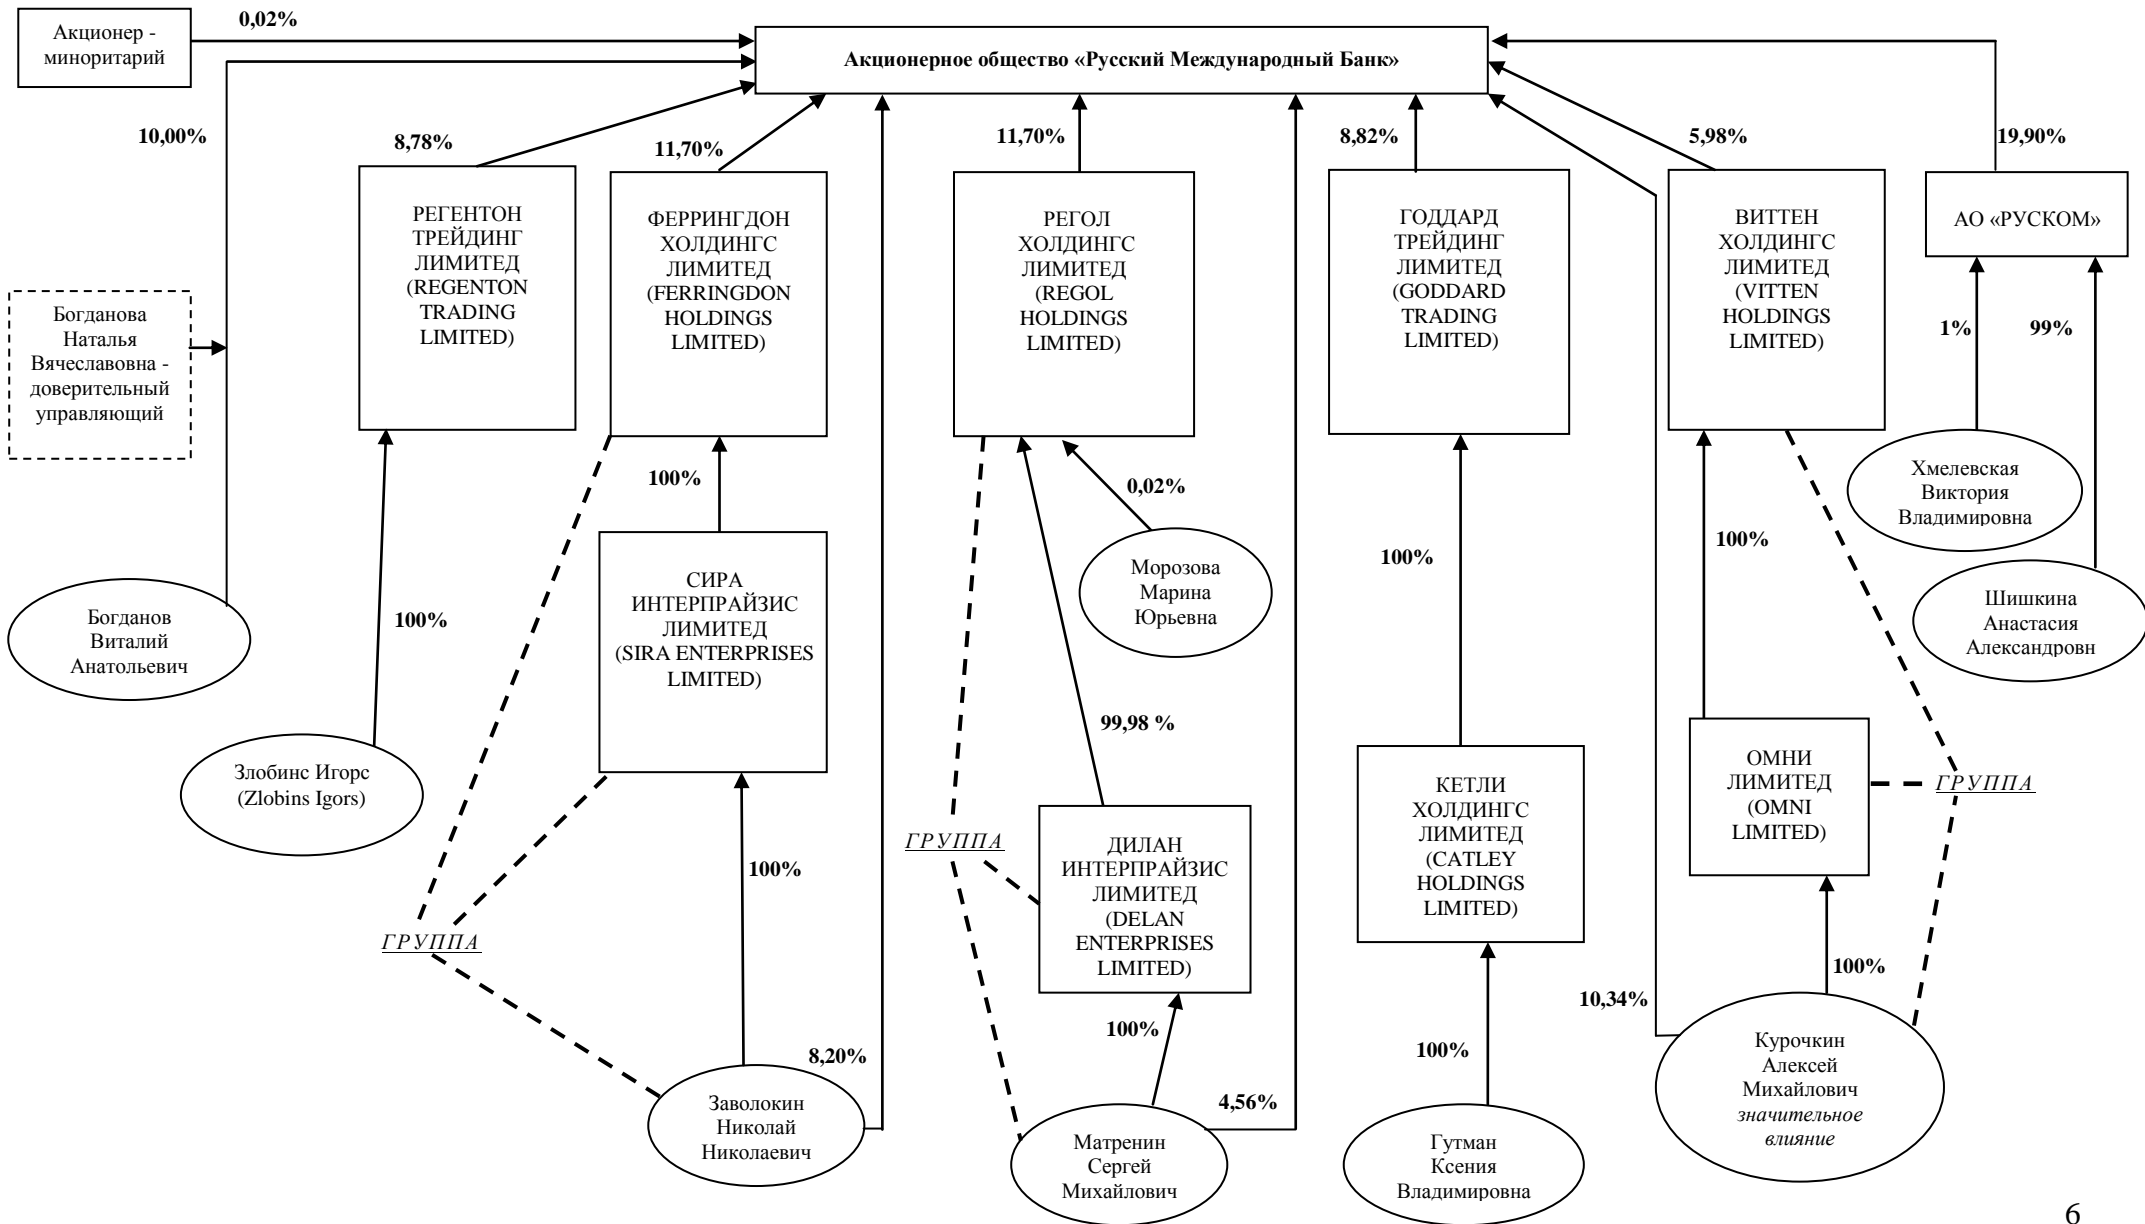 Акционер -
миноритарий
0,02%
Акционерное общество «Русский Международный Банк»
10,00%
8,78%
11,70%
11,70%
8,82%
5,98%
19,90%
РЕГЕНТОН
ТРЕЙДИНГ
ЛИМИТЕД
(REGENTON
TRADING
LIMITED)
ФЕРРИНГДОН
ХОЛДИНГС
ЛИМИТЕД
(FERRINGDON
HOLDINGS
LIMITED)
РЕГОЛ
ХОЛДИНГС
ЛИМИТЕД
(REGOL
HOLDINGS
LIMITED)
ГОДДАРД
ТРЕЙДИНГ
ЛИМИТЕД
(GODDARD
TRADING
LIMITED)
ВИТТЕН
ХОЛДИНГС
ЛИМИТЕД
(VITTEN
HOLDINGS
LIMITED)
АО «РУСКОМ»
Богданова
Наталья
Вячеславовна -
доверительный
управляющий
1%
99%
100%
0,02%
Хмелевская
Виктория
Владимировна
100%
100%
СИРА
ИНТЕРПРАЙЗИС
ЛИМИТЕД
(SIRA ENTERPRISES
LIMITED)
Морозова
Марина
Юрьевна
Богданов
Виталий
Анатольевич
100%
Шишкина
Анастасия
Александровн
99,98 %
Злобинс Игорс
(Zlobins Igors)
ОМНИ
ЛИМИТЕД
(OMNI
LIMITED)
ГРУППА
КЕТЛИ
ХОЛДИНГС
ЛИМИТЕД
(CATLEY
HOLDINGS
LIMITED)
ГРУППА
ДИЛАН
ИНТЕРПРАЙЗИС
ЛИМИТЕД
(DELAN
ENTERPRISES
LIMITED)
100%
ГРУППА
100%
10,34%
100%
100%
8,20%
4,56%
Заволокин
Николай
Николаевич
Матренин
Сергей
Михайлович
Гутман
Ксения
Владимировна
Курочкин
Алексей
Михайлович
значительное
влияние
6